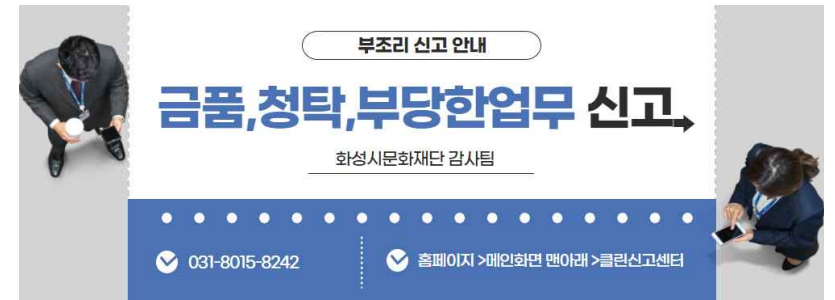 부조리 신고 안내
금품,청탁,부당한업무 신고
화성시문화재단 감사팀
031-8015-8242
홈페이지 >메인화면 맨아래 >클린신고센터